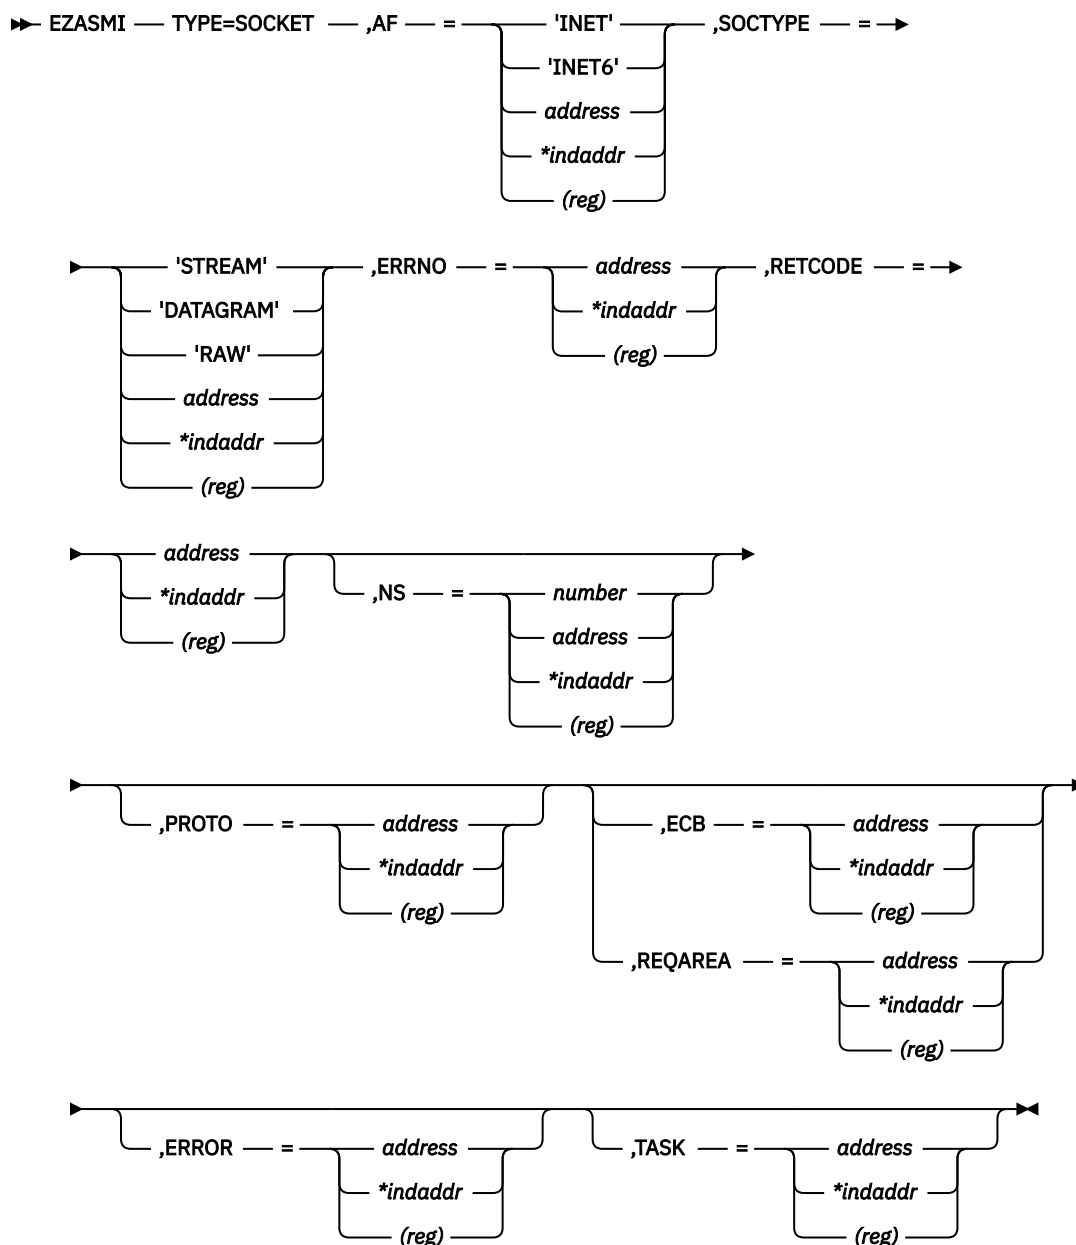 EZASMI TYPE=SOCKET ,AF = 'INET' ,SOCTYPE =
'INET6'
address
*indaddr
(reg)
'STREAM' ,ERRNO = address ,RETCODE =
'DATAGRAM' *indaddr
'RAW' (reg)
address
*indaddr
(reg)
address
*indaddr ,NS = number
(reg) address
*indaddr
(reg)
,PROTO = address ,ECB = address
*indaddr *indaddr
(reg) (reg)
,REQAREA = address
*indaddr
(reg)
,ERROR = address ,TASK = address
*indaddr *indaddr
(reg) (reg)